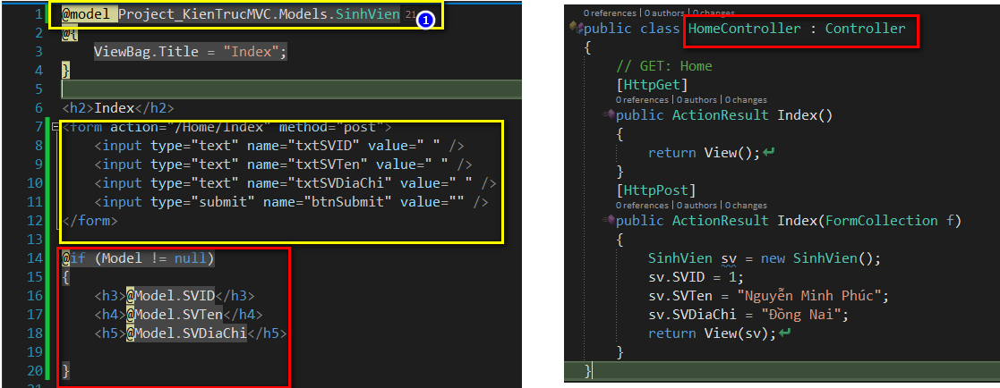 1 @model Project_KienTrucMVC.Models.SinhVien 21 1
2 @{
3 ViewBag.Title = "Index";
4 }
5
6 <h2>Index</h2>
7 <form action="/Home/Index" method="post">
8 <input type="text" name="txtSVID" value=" " />
9 <input type="text" name="txtSVTen" value=" " />
10 <input type="text" name="txtSVDiaChi" value=" " />
11 <input type="submit" name="btnSubmit" value="" />
12 </form>
13
14 @if (Model != null)
15 {
16 <h3>@Model.SVID</h3>
17 <h4>@Model.SVTen</h4>
18 <h5>@Model.SVDiaChi</h5>
19
20 }
0 references | 0 authors | 0 changes
public class HomeController : Controller
{
// GET: Home
[HttpGet]
0 references | 0 authors | 0 changes
public ActionResult Index()
{
return View();
}
[HttpPost]
0 references | 0 authors | 0 changes
public ActionResult Index(FormCollection f)
{
SinhVien sv = new SinhVien();
sv.SVID = 1;
sv.SVTen = "Nguyễn Minh Phúc";
sv.SVDiaChi = "Đồng Nai";
return View(sv);
}
}